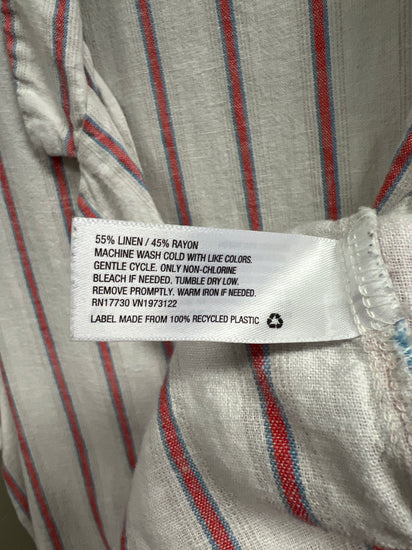 55% LINEN / 45% RAYON
MACHINE WASH COLD WITH LIKE COLORS.
GENTLE CYCLE. ONLY NON-CHLORINE
BLEACH IF NEEDED. TUMBLE DRY LOW.
REMOVE PROMPTLY. WARM IRON IF NEEDED.
RN17730 VN1973122
LABEL MADE FROM 100% RECYCLED PLASTIC